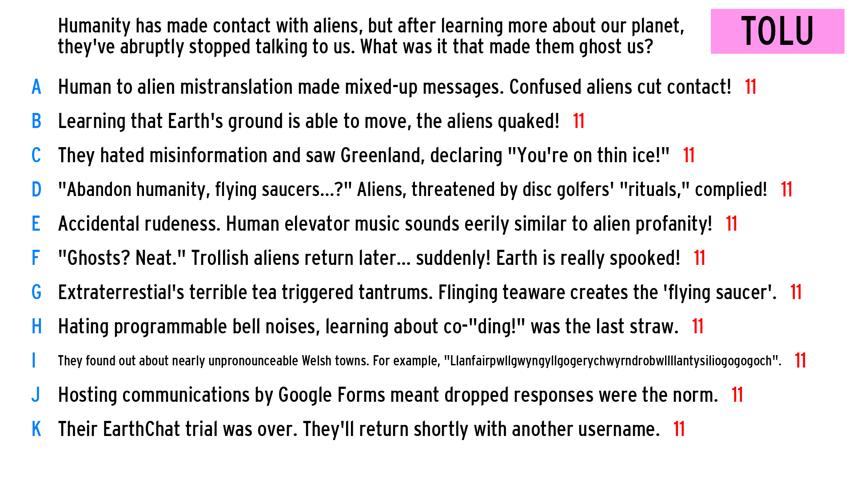 Humanity has made contact with aliens, but after learning more about our planet,
they've abruptly stopped talking to us. What was it that made them ghost us?
TOLU
A Human to alien mistranslation made mixed-up messages. Confused aliens cut contact! 11
B Learning that Earth's ground is able to move, the aliens quaked! 11
C They hated misinformation and saw Greenland, declaring "You're on thin ice!" 11
D "Abandon humanity, flying saucers...?" Aliens, threatened by disc golfers' "rituals," complied! 11
E Accidental rudeness. Human elevator music sounds eerily similar to alien profanity! 11
F "Ghosts? Neat." Trollish aliens return later... suddenly! Earth is really spooked! 11
G Extraterrestial's terrible tea triggered tantrums. Flinging teaware creates the 'flying saucer'. 11
H Hating programmable bell noises, learning about co-"ding!" was the last straw. 11
I They found out about nearly unpronounceable Welsh towns. For example, "Llanfairpwllgwyngyllgogerychwyrndrobwllllantysiliogogogoch". 11
J Hosting communications by Google Forms meant dropped responses were the norm. 11
K Their EarthChat trial was over. They'll return shortly with another username. 11